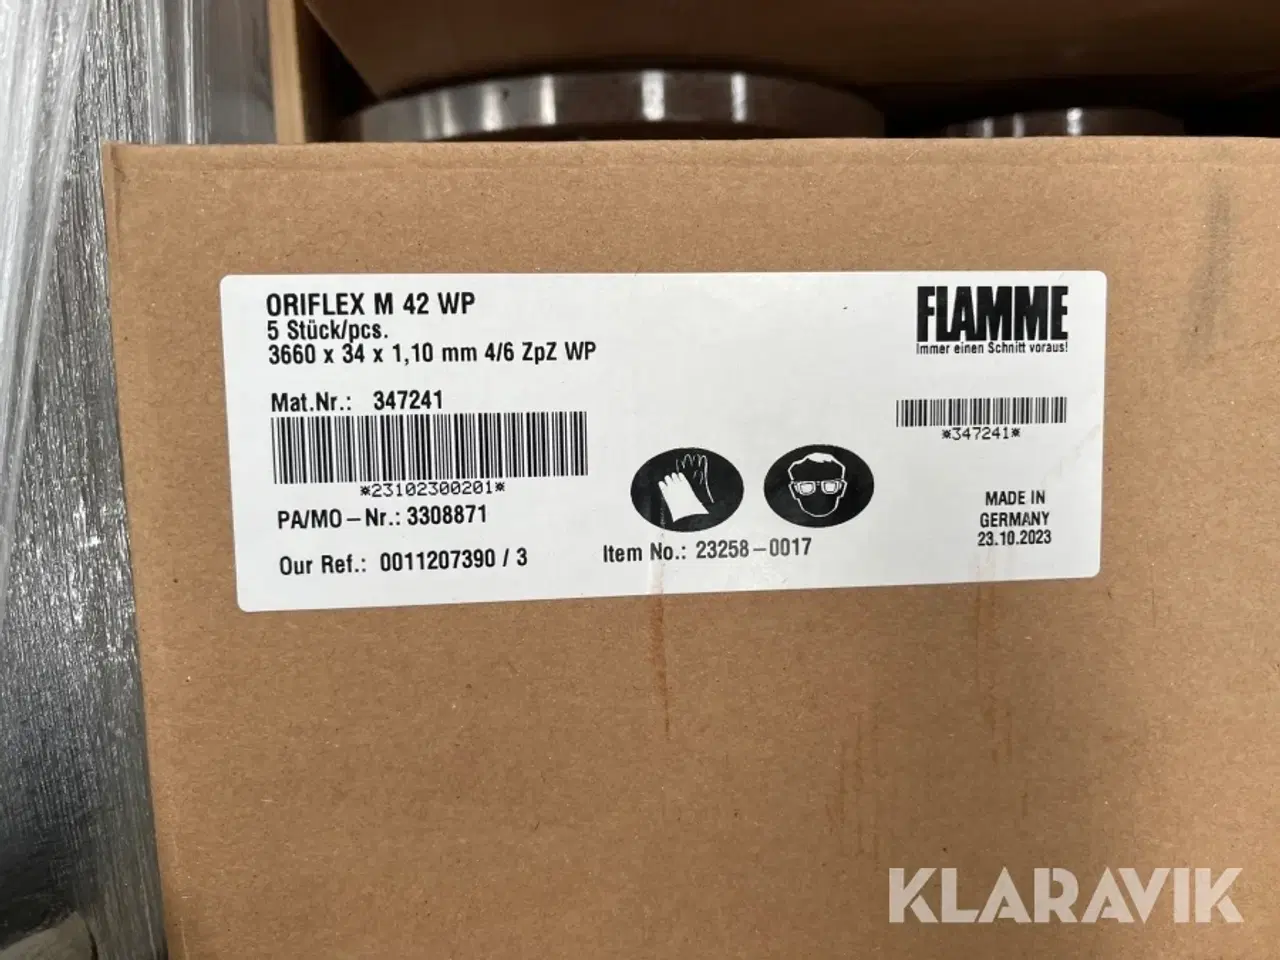 ORIFLEX M 42 WP
5 Stück/pcs.
3660 x 34 x 1,10 mm 4/6 ZpZ WP
FLAMME
Immer einen Schnitt voraus!
Mat.Nr.: 347241
*23102300201*
*347241*
PA/MO-Nr.: 3308871
Our Ref.: 0011207390 / 3
Item No.: 23258-0017
MADE IN
GERMANY
23.10.2023
KLARAVIK